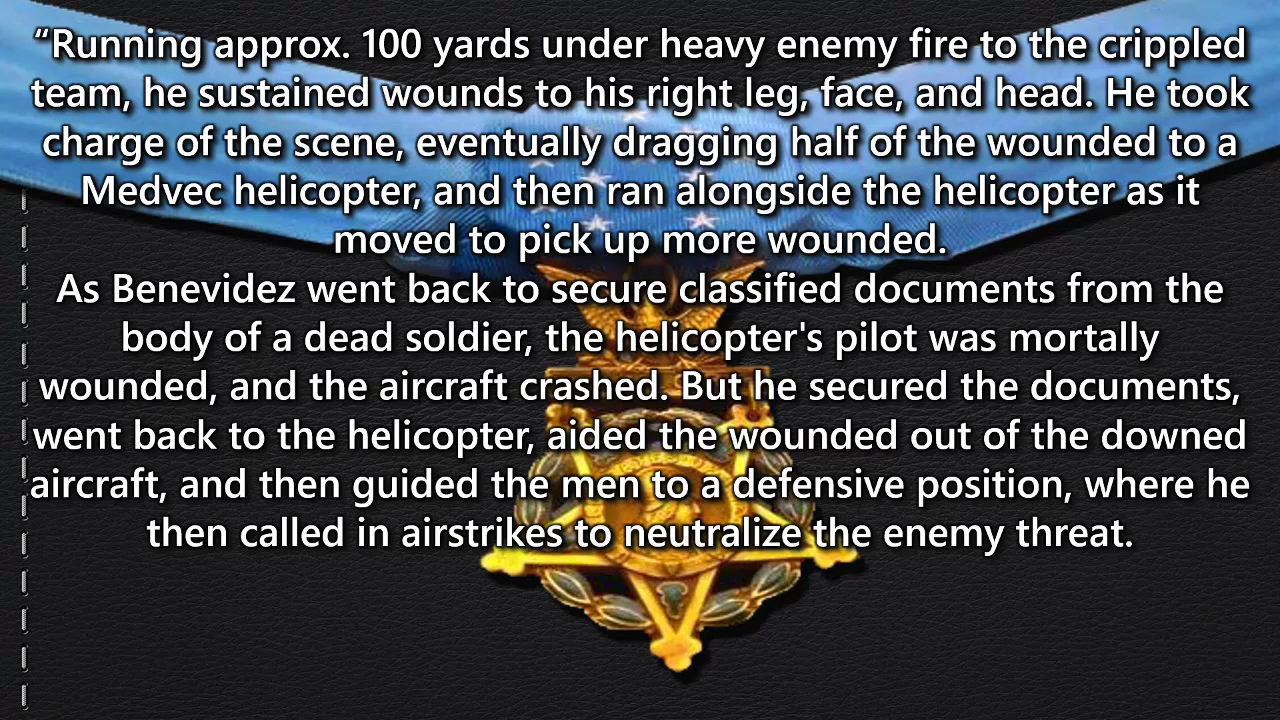 “Running approx. 100 yards under heavy enemy fire to the crippled
team, he sustained wounds to his right leg, face, and head. He took
charge of the scene, eventually dragging half of the wounded to a
Medvec helicopter, and then ran alongside the helicopter as it
moved to pick up more wounded.
As Benevidez went back to secure classified documents from the
body of a dead soldier, the helicopter's pilot was mortally
wounded, and the aircraft crashed. But he secured the documents,
went back to the helicopter, aided the wounded out of the downed
aircraft, and then guided the men to a defensive position, where he
then called in airstrikes to neutralize the enemy threat.